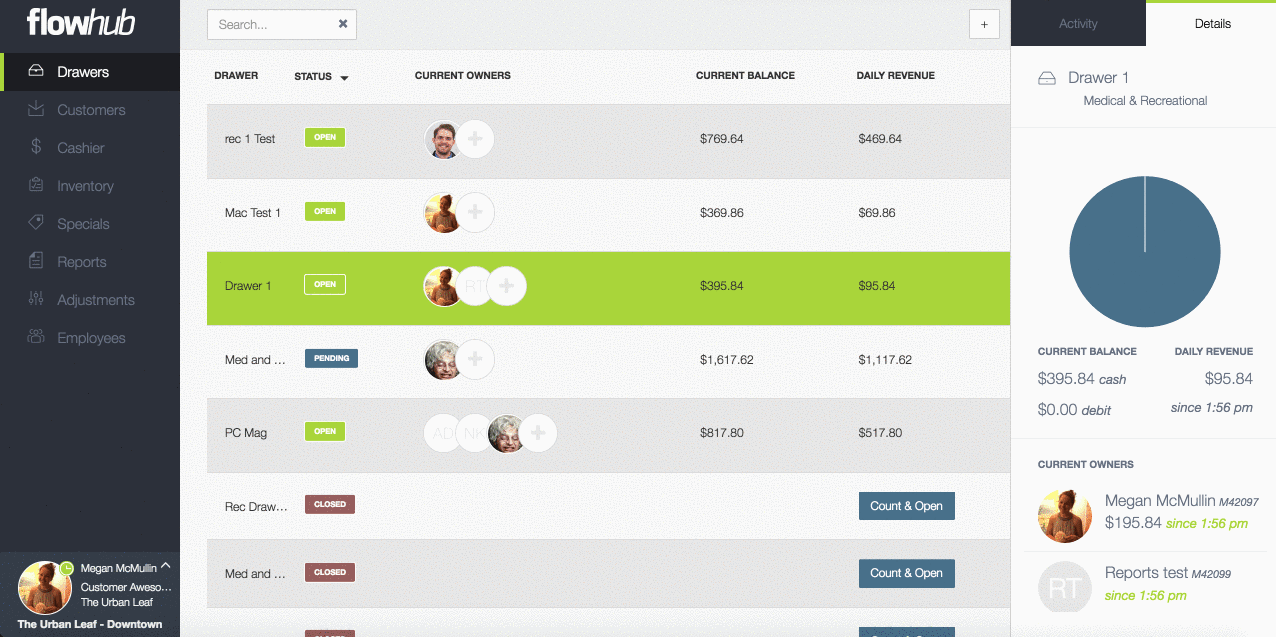 flowhub
Drawers
Customers
Cashier
Inventory
Specials
Reports
Adjustments
Employees
Megan McMullin
Customer Aweso...
The Urban Leaf
The Urban Leaf - Downtown
Search...
+
DRAWER STATUS CURRENT OWNERS CURRENT BALANCE DAILY REVENUE
rec 1 Test OPEN $769.64 $469.64
Mac Test 1 OPEN $369.86 $69.86
Drawer 1 OPEN RT $395.84 $95.84
Med and ... PENDING $1,617.62 $1,117.62
PC Mag OPEN AD NK $817.80 $517.80
Rec Draw... CLOSED Count & Open
Med and ... CLOSED Count & Open
CLOSED Count & Open
Activity Details
Drawer 1
Medical & Recreational
CURRENT BALANCE DAILY REVENUE
$395.84 cash $95.84
$0.00 debit since 1:56 pm
CURRENT OWNERS
Megan McMullin M42097
$195.84 since 1:56 pm
RT Reports test M42099
since 1:56 pm